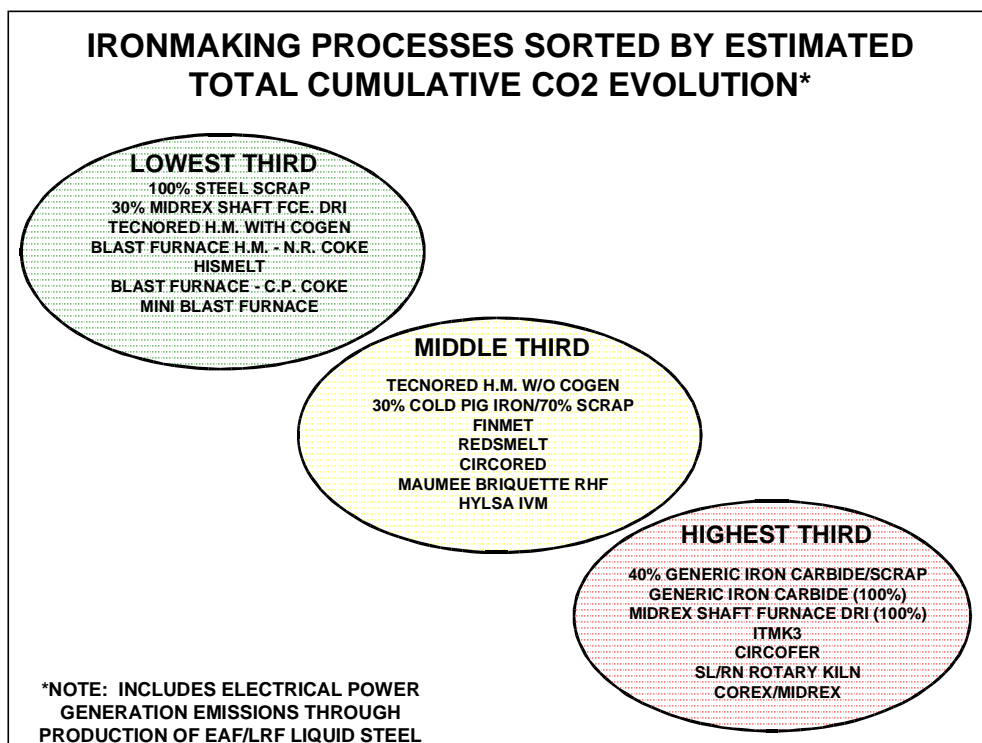 IRONMAKING PROCESSES SORTED BY ESTIMATED
TOTAL CUMULATIVE CO2 EVOLUTION*
LOWEST THIRD
100% STEEL SCRAP
30% MIDREX SHAFT FCE. DRI
TECNORED H.M. WITH COGEN
BLAST FURNACE H.M. - N.R. COKE
HISMELT
BLAST FURNACE - C.P. COKE
MINI BLAST FURNACE
MIDDLE THIRD
TECNORED H.M. W/O COGEN
30% COLD PIG IRON/70% SCRAP
FINMET
REDSMELT
CIRCORED
MAUMEE BRIQUETTE RHF
HYLSA IVM
HIGHEST THIRD
40% GENERIC IRON CARBIDE/SCRAP
GENERIC IRON CARBIDE (100%)
MIDREX SHAFT FURNACE DRI (100%)
ITMK3
CIRCOFER
SL/RN ROTARY KILN
COREX/MIDREX
*NOTE: INCLUDES ELECTRICAL POWER
GENERATION EMISSIONS THROUGH
PRODUCTION OF EAF/LRF LIQUID STEEL